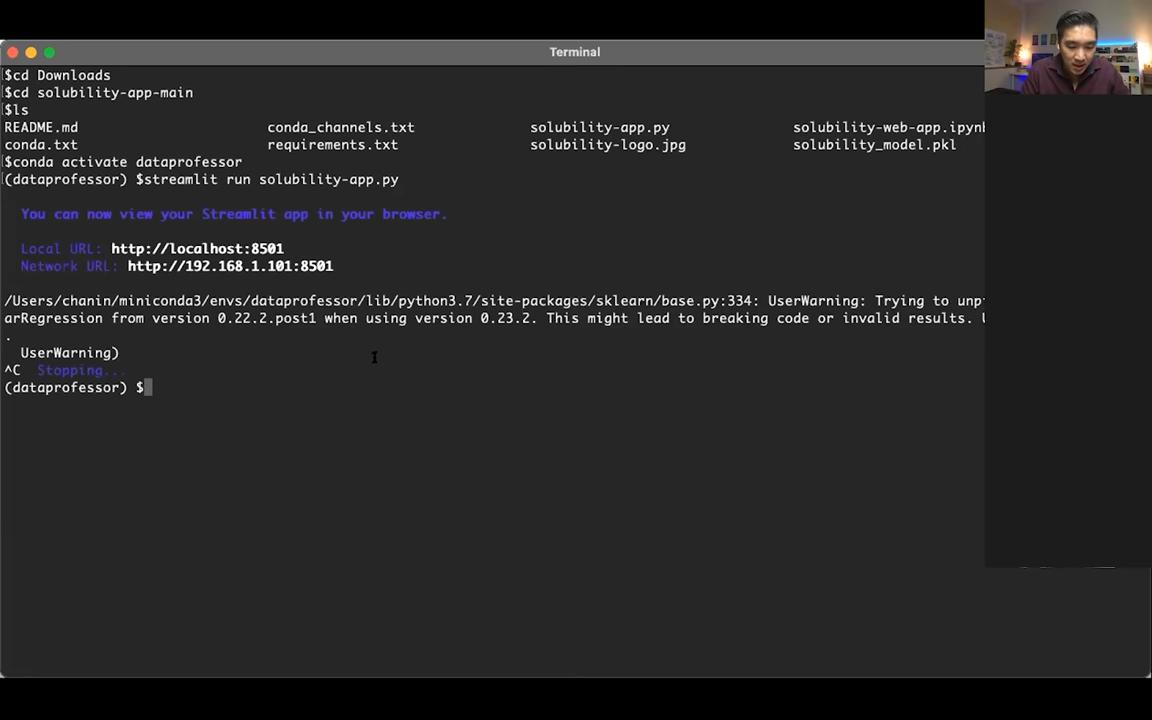 Terminal
$cd Downloads
$cd solubility-app-main
$ls
README.md conda_channels.txt solubility-app.py solubility-web-app.ipynb
conda.txt requirements.txt solubility-logo.jpg solubility_model.pkl
$conda activate dataprofessor
(dataprofessor) $streamlit run solubility-app.py
You can now view your Streamlit app in your browser.
Local URL: http://localhost:8501
Network URL: http://192.168.1.101:8501
/Users/chanin/miniconda3/envs/dataprofessor/lib/python3.7/site-packages/sklearn/base.py:334: UserWarning: Trying to
arRegression from version 0.22.2.post1 when using version 0.23.2. This might lead to breaking code or invalid results.
.
UserWarning)
^C Stopping...
(dataprofessor) $